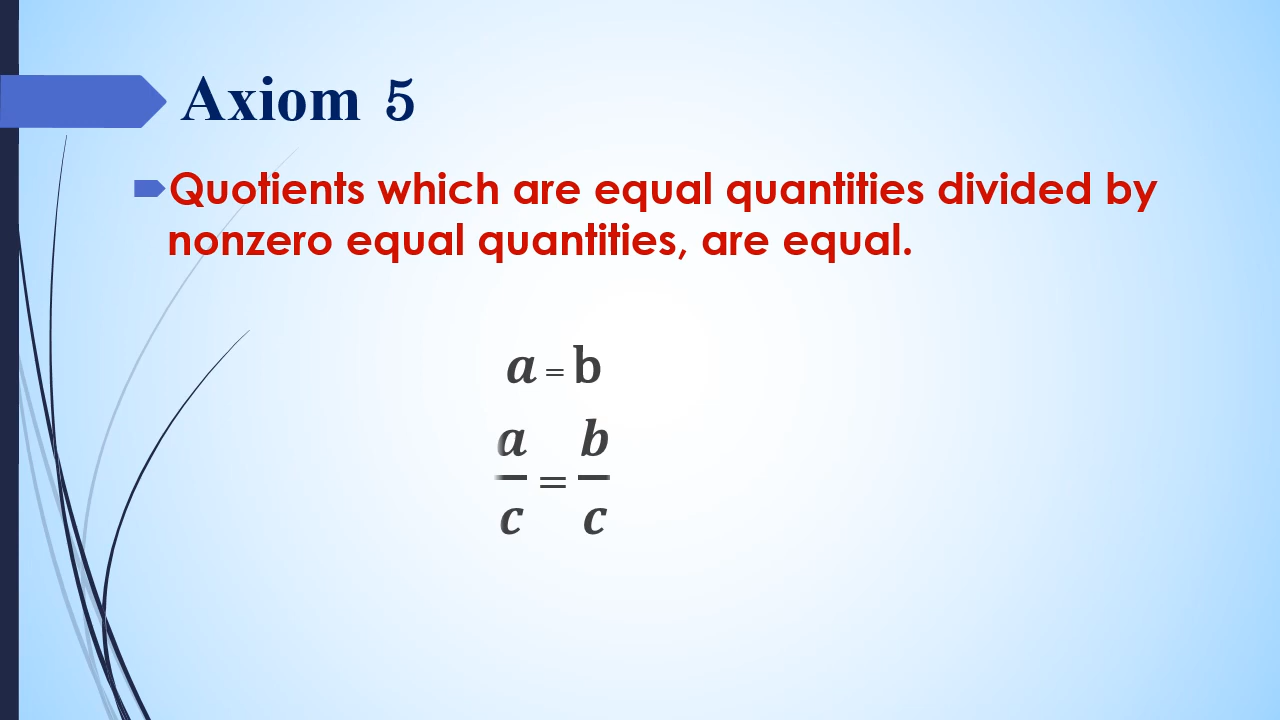 Axiom 5
Quotients which are equal quantities divided by
nonzero equal quantities, are equal.
a = b
a/c = b/c